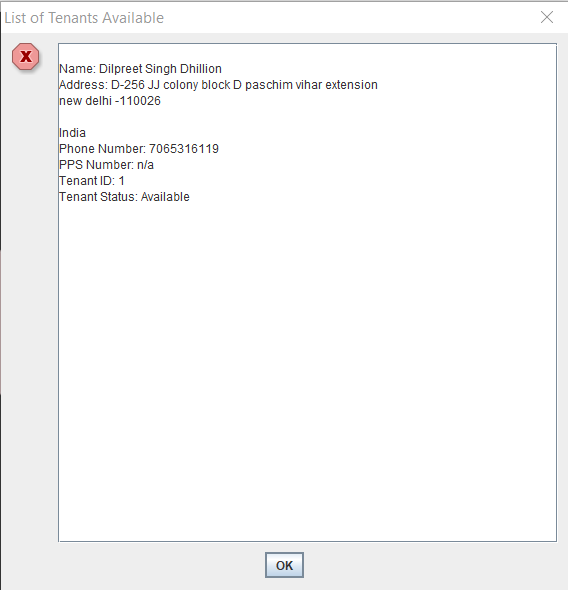 List of Tenants Available
X
Name: Dilpreet Singh Dhillion
Address: D-256 JJ colony block D paschim vihar extension
new delhi -110026
India
Phone Number: 7065316119
PPS Number: n/a
Tenant ID: 1
Tenant Status: Available
OK